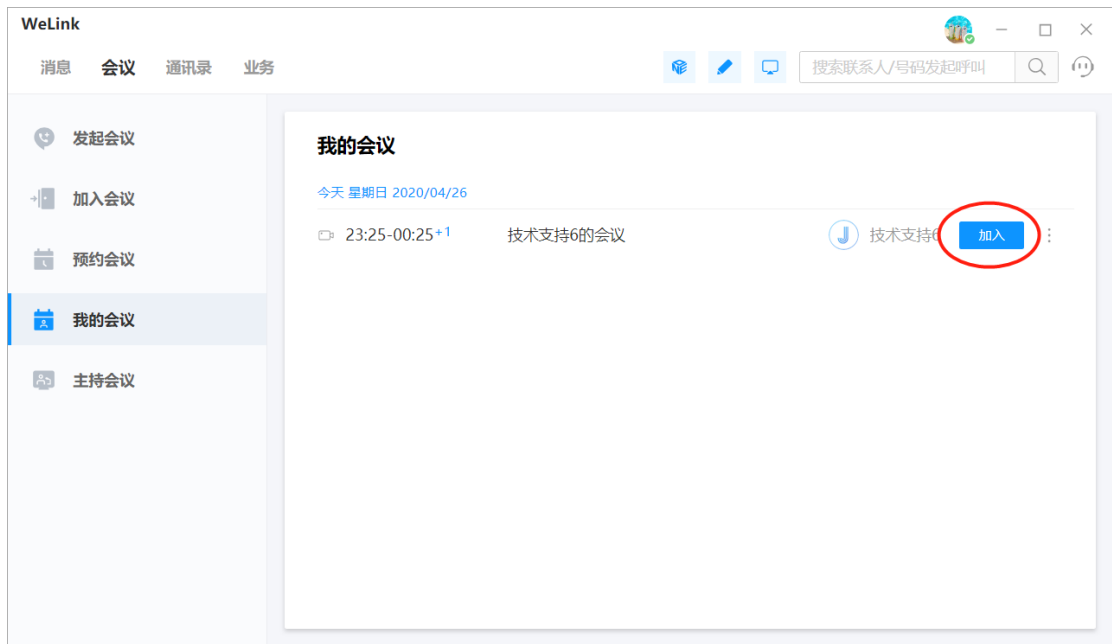 WeLink
消息 会议 通讯录 业务 搜索联系人/号码发起呼叫
发起会议
加入会议
预约会议
我的会议
主持会议
我的会议
今天 星期日 2020/04/26
23:25-00:25+1 技术支持6的会议 J 技术支持6 加入